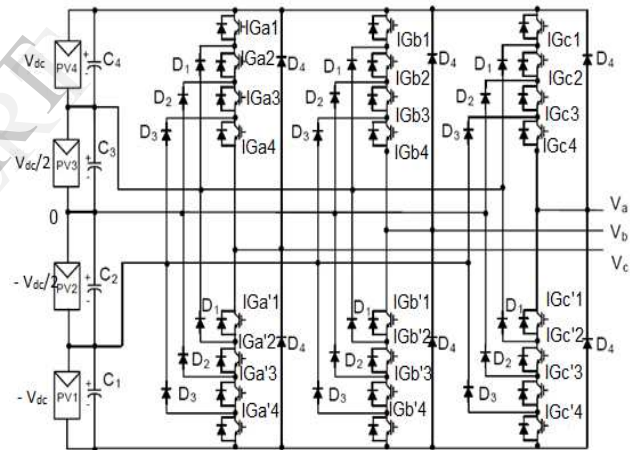 IGa1 IGb1 IGc1
Vdc PV4 C4 D1 IGa2 D4 D1 IGb2 D4 D1 IGc2 D4
D2 IGa3 D2 IGb3 D2 IGc3
D3 IGa4 D3 IGb4 D3 IGc4
Vdc/2 PV3 C3
0 Va
Vb
Vc
- Vdc/2 PV2 C2
D1 IGa'1 D1 IGb'1 D1 IGc'1
IGa'2 D4 IGb'2 D4 IGc'2 D4
D2 IGa'3 D2 IGb'3 D2 IGc'3
- Vdc PV1 C1 D3 IGa'4 D3 IGb'4 D3 IGc'4